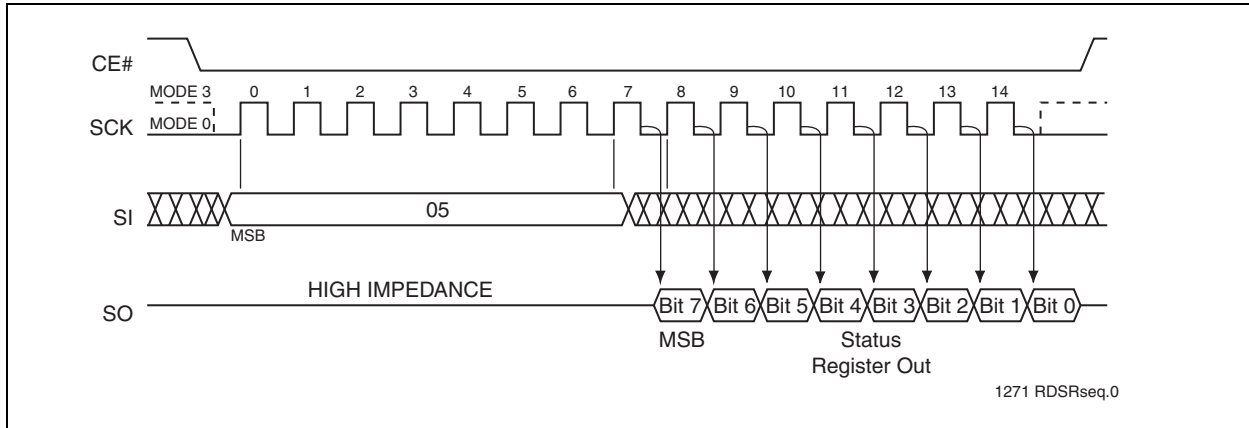 CE#
MODE 3 0 1 2 3 4 5 6 7 8 9 10 11 12 13 14
SCK MODE 0
SI 05
MSB
HIGH IMPEDANCE
SO Bit 7 Bit 6 Bit 5 Bit 4 Bit 3 Bit 2 Bit 1 Bit 0
MSB Status
Register Out
1271 RDSRseq.0